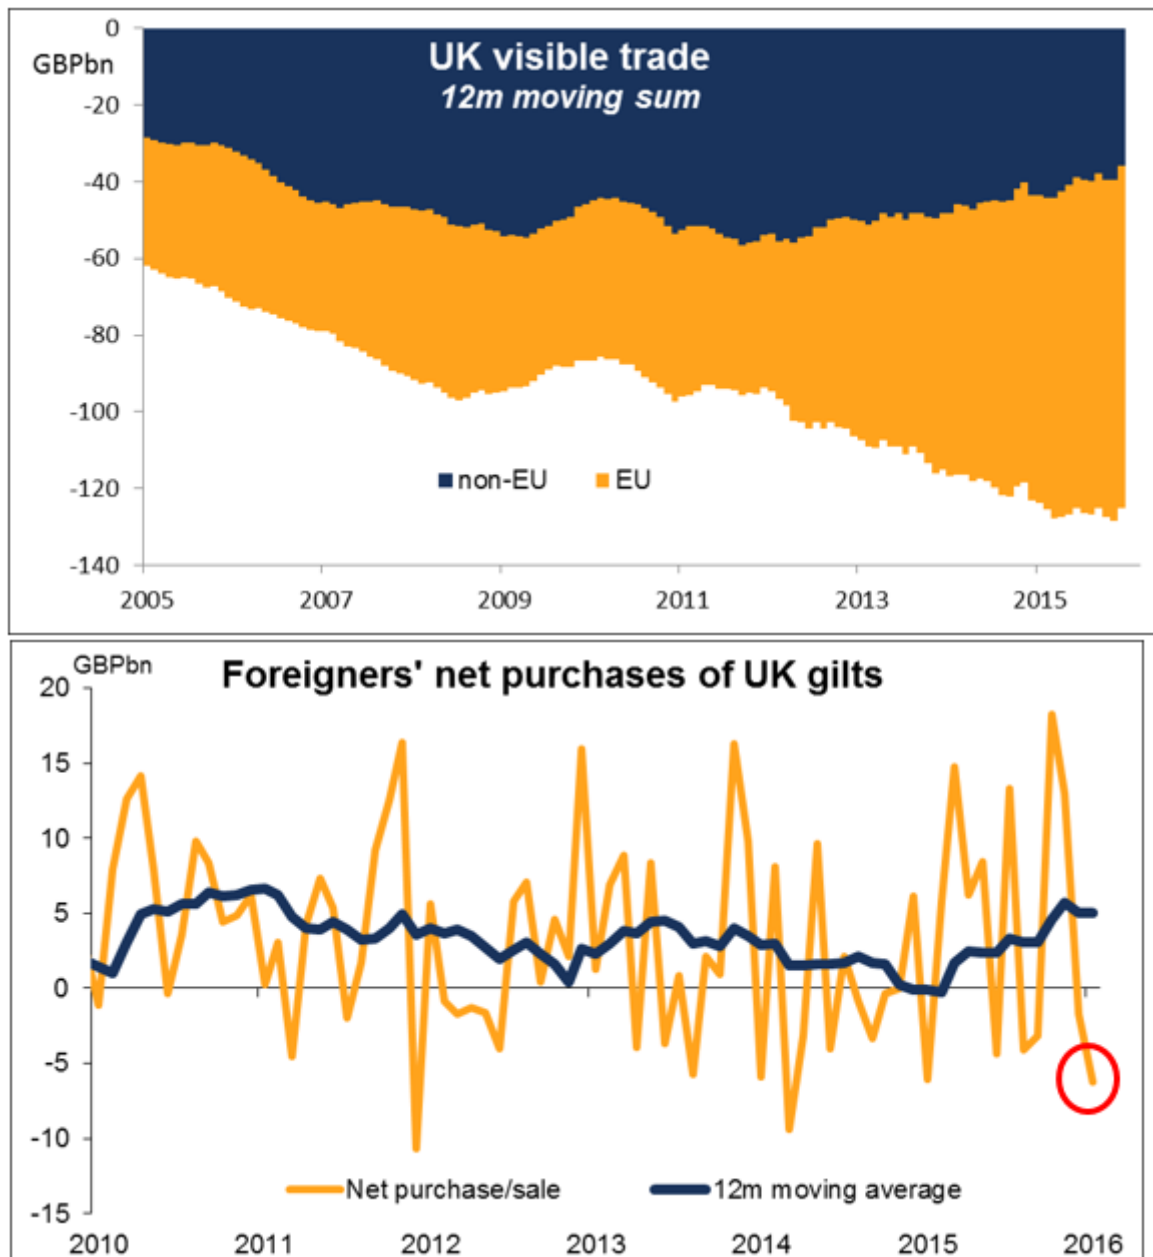 0
GBPbn
UK visible trade
12m moving sum
-20
-40
-60
-80
-100
non-EU EU
-120
-140
2005 2007 2009 2011 2013 2015
GBPbn
Foreigners' net purchases of UK gilts
20
15
10
5
0
-5
-10
Net purchase/sale 12m moving average
-15
2010 2011 2012 2013 2014 2015 2016